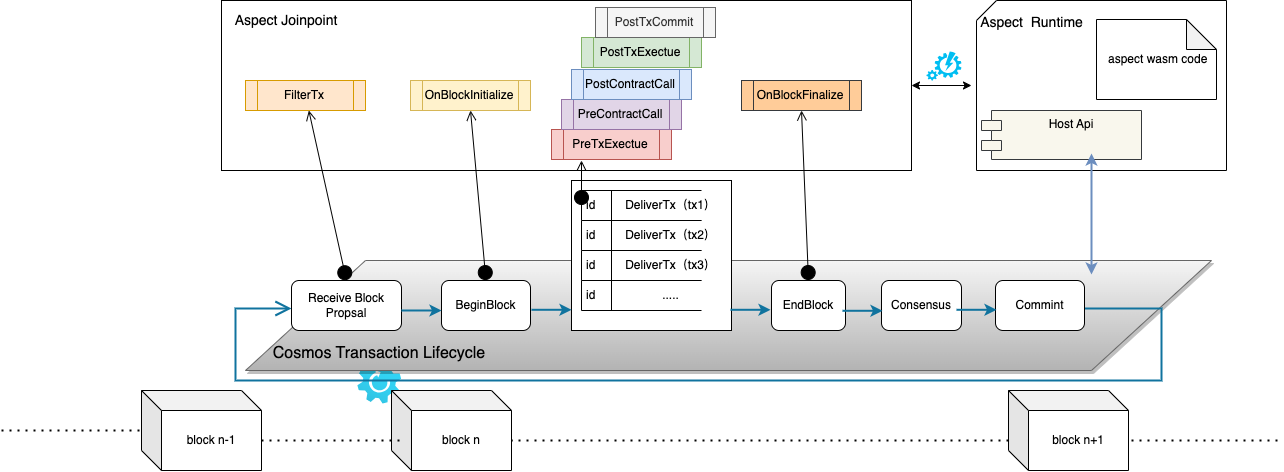 Aspect Joinpoint
PostTxCommit
PostTxExectue
PostContractCall
PreContractCall
PreTxExectue
FilterTx
OnBlockInitialize
OnBlockFinalize
Aspect Runtime
aspect wasm code
Host Api
id DeliverTx (tx1)
id DeliverTx (tx2)
id DeliverTx (tx3)
id .....
Receive Block
Propsal
BeginBlock
EndBlock
Consensus
Commint
Cosmos Transaction Lifecycle
block n-1
block n
block n+1